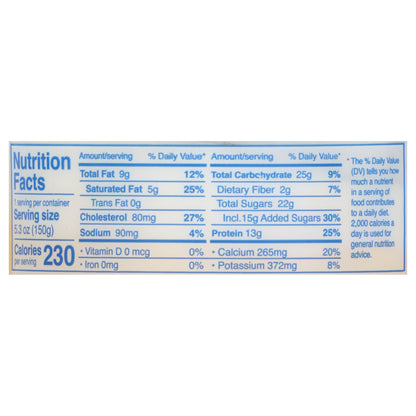 Nutrition
Facts
1 serving per container
Serving size
5.3 oz (150g)
Calories
per serving
230
Amount/serving % Daily Value*
Total Fat 9g 12%
Saturated Fat 5g 25%
Trans Fat 0g
Cholesterol 80mg 27%
Sodium 90mg 4%
• Vitamin D 0 mcg 0%
• Iron 0mg 0%
Amount/serving % Daily Value*
Total Carbohydrate 25g 9%
Dietary Fiber 2g 7%
Total Sugars 22g
Incl.15g Added Sugars 30%
Protein 13g 25%
• Calcium 265mg 20%
• Potassium 372mg 8%
* The % Daily Value
(DV) tells you how
much a nutrient
in a serving of
food contributes
to a daily diet.
2,000 calories a
day is used for
general nutrition
advice.